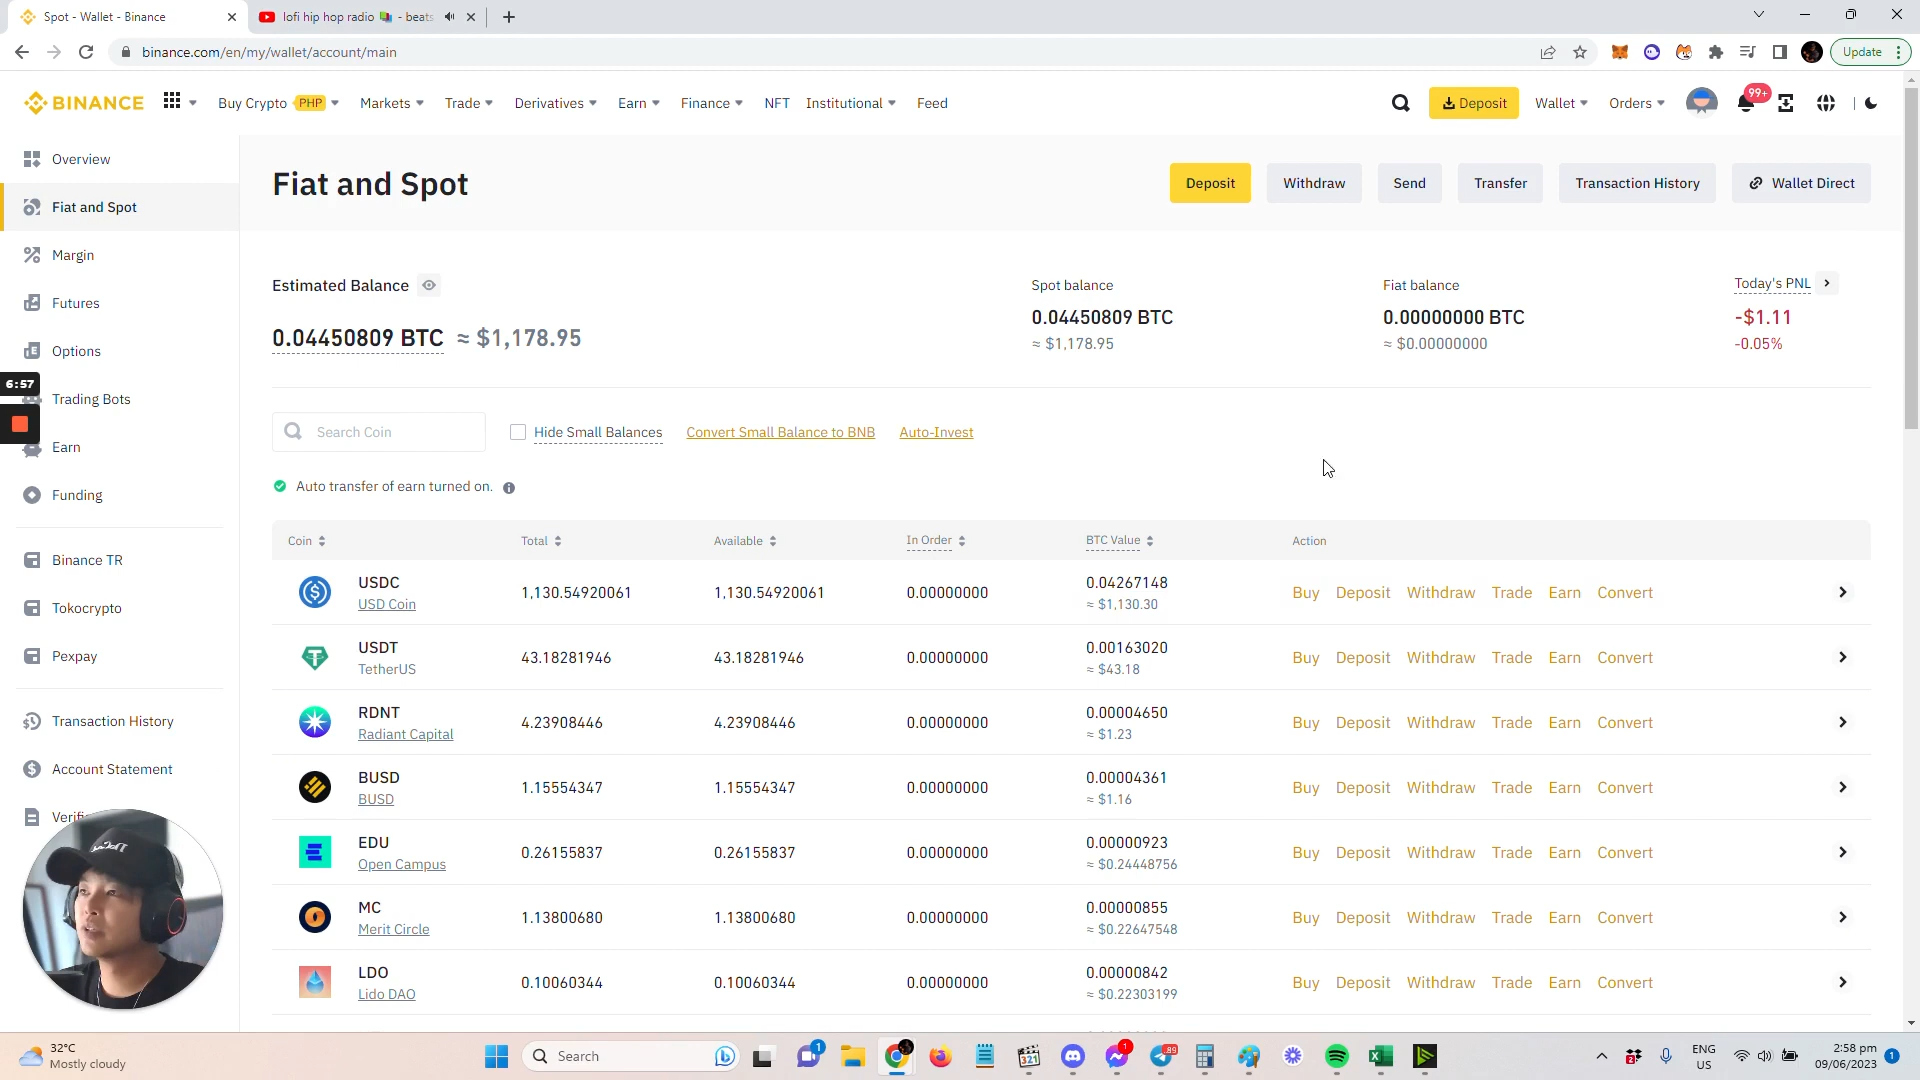 Spot - Wallet - Binance
lofi hip hop radio 📚 - beats
binance.com/en/my/wallet/account/main
Update
BINANCE
Buy Crypto PHP Markets Trade Derivatives Earn Finance NFT Institutional Feed
Deposit Wallet Orders 99+
Overview
Fiat and Spot
Margin
Futures
Options
6:57
Trading Bots
Earn
Funding
Binance TR
Tokocrypto
Pexpay
Transaction History
Account Statement
Fiat and Spot
Deposit Withdraw Send Transfer Transaction History Wallet Direct
Estimated Balance
0.04450809 BTC ≈ $1,178.95
Spot balance
0.04450809 BTC
≈ $1,178.95
Fiat balance
0.00000000 BTC
≈ $0.00000000
Today's PNL
-$1.11
-0.05%
Search Coin
Hide Small Balances Convert Small Balance to BNB Auto-Invest
Auto transfer of earn turned on.
Coin Total Available In Order BTC Value Action
USDC 1,130.54920061 1,130.54920061 0.00000000 0.04267148 Buy Deposit Withdraw Trade Earn Convert
USD Coin ≈ $1,130.30
USDT 43.18281946 43.18281946 0.00000000 0.00163020 Buy Deposit Withdraw Trade Earn Convert
TetherUS ≈ $43.18
RDNT 4.23908446 4.23908446 0.00000000 0.00004650 Buy Deposit Withdraw Trade Earn Convert
Radiant Capital ≈ $1.23
BUSD 1.15554347 1.15554347 0.00000000 0.00004361 Buy Deposit Withdraw Trade Earn Convert
BUSD ≈ $1.16
EDU 0.26155837 0.26155837 0.00000000 0.00000923 Buy Deposit Withdraw Trade Earn Convert
Open Campus ≈ $0.24448756
MC 1.13800680 1.13800680 0.00000000 0.00000855 Buy Deposit Withdraw Trade Earn Convert
Merit Circle ≈ $0.22647548
LDO 0.10060344 0.10060344 0.00000000 0.00000842 Buy Deposit Withdraw Trade Earn Convert
Lido DAO ≈ $0.22303199
32°C
Mostly cloudy
Search
1
321
1
89
2
ENG
US
2:58 pm
09/06/2023
1